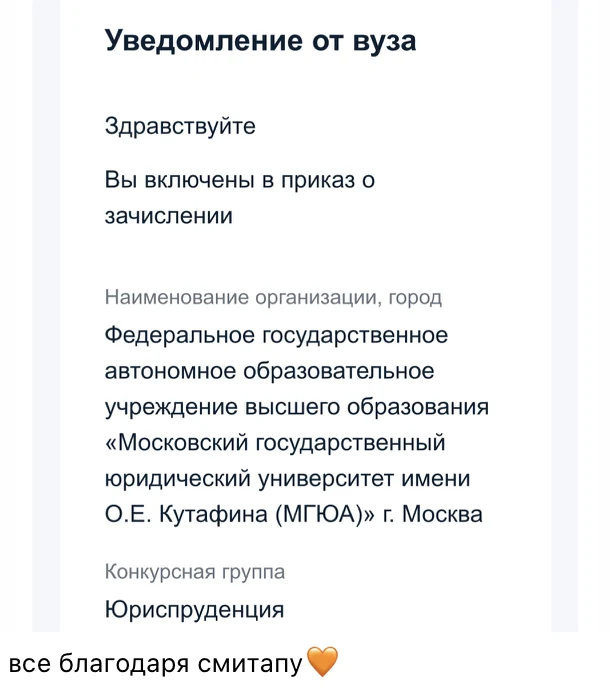 Уведомление от вуза
Здравствуйте
Вы включены в приказ о
зачислении
Наименование организации, город
Федеральное государственное
автономное образовательное
учреждение высшего образования
«Московский государственный
юридический университет имени
О.Е. Кутафина (МГЮА)» г. Москва
Конкурсная группа
Юриспруденция
все благодаря смитапу🧡